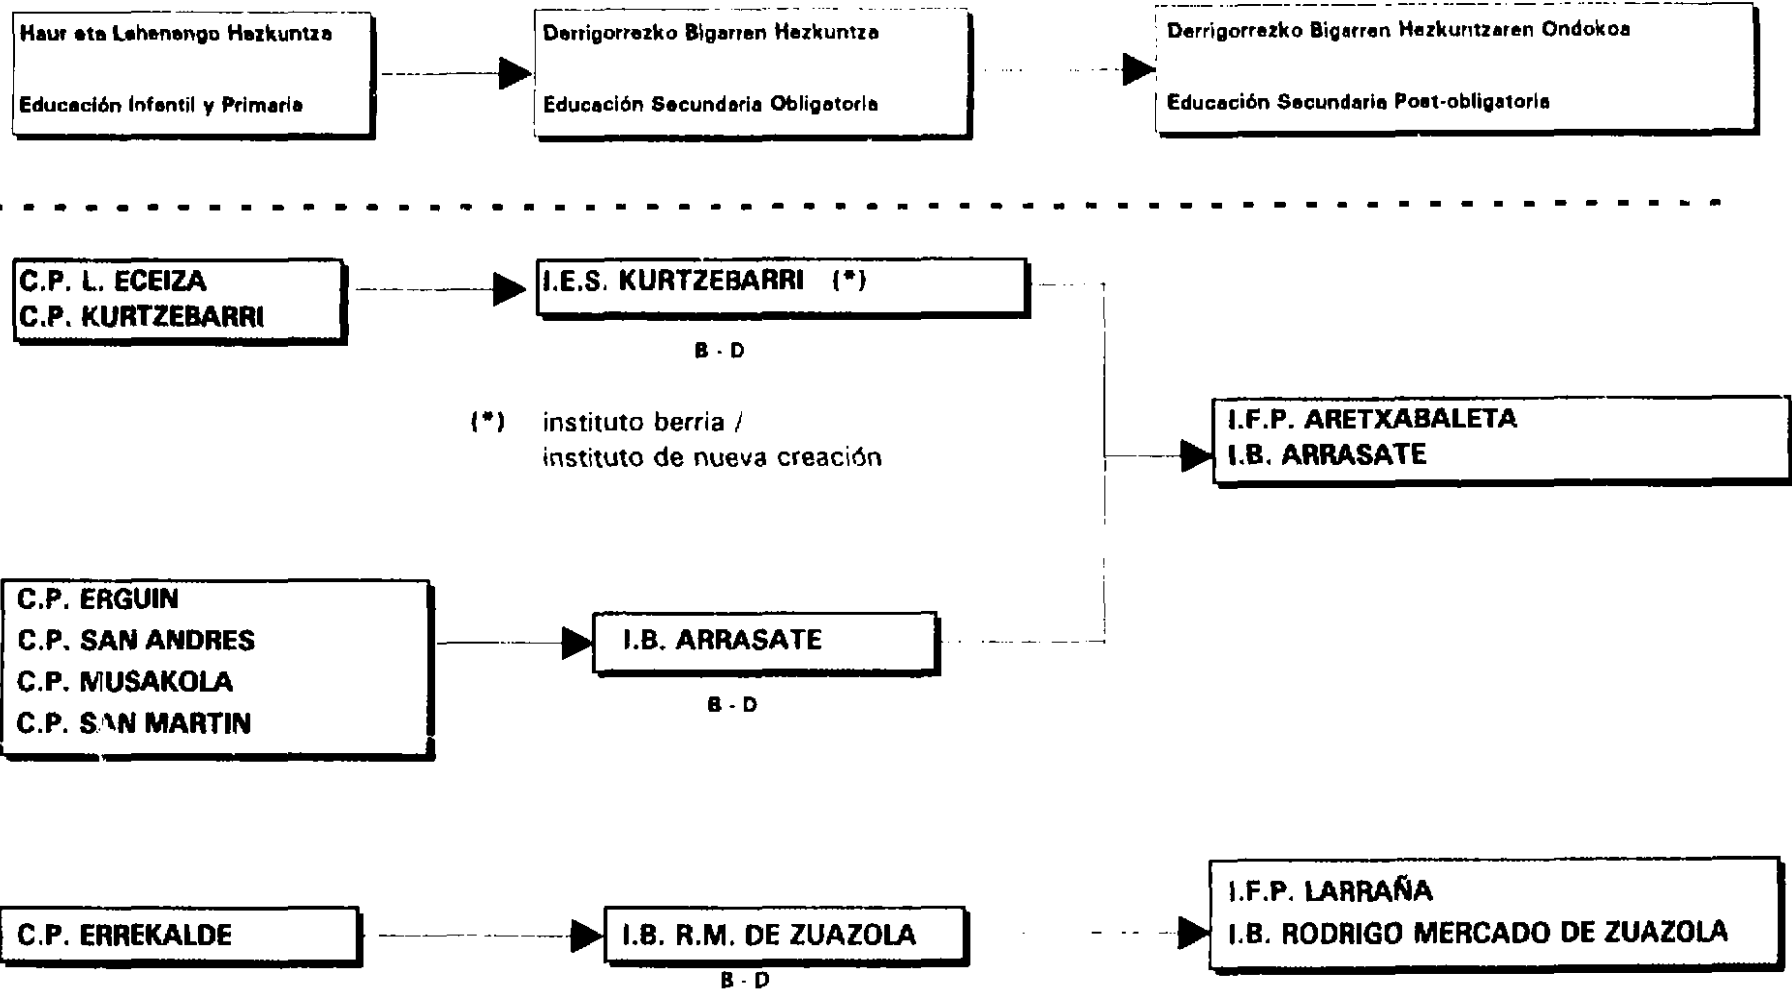 Haur eta Lehenengo Hezkuntza
Educación Infantil y Primaria
Derrigorrezko Bigarren Hezkuntza
Educación Secundaria Obligatoria
Derrigorrezko Bigarren Hezkuntzaren Ondokoa
Educación Secundaria Post-obligatoria
C.P. L. ECEIZA
C.P. KURTZEBARRI
I.E.S. KURTZEBARRI (*)
B - D
(*) instituto berria /
instituto de nueva creación
I.F.P. ARETXABALETA
I.B. ARRASATE
C.P. ERGUIN
C.P. SAN ANDRES
C.P. MUSAKOLA
C.P. SAN MARTIN
I.B. ARRASATE
B - D
C.P. ERREKALDE
I.B. R.M. DE ZUAZOLA
B - D
I.F.P. LARRAÑA
I.B. RODRIGO MERCADO DE ZUAZOLA